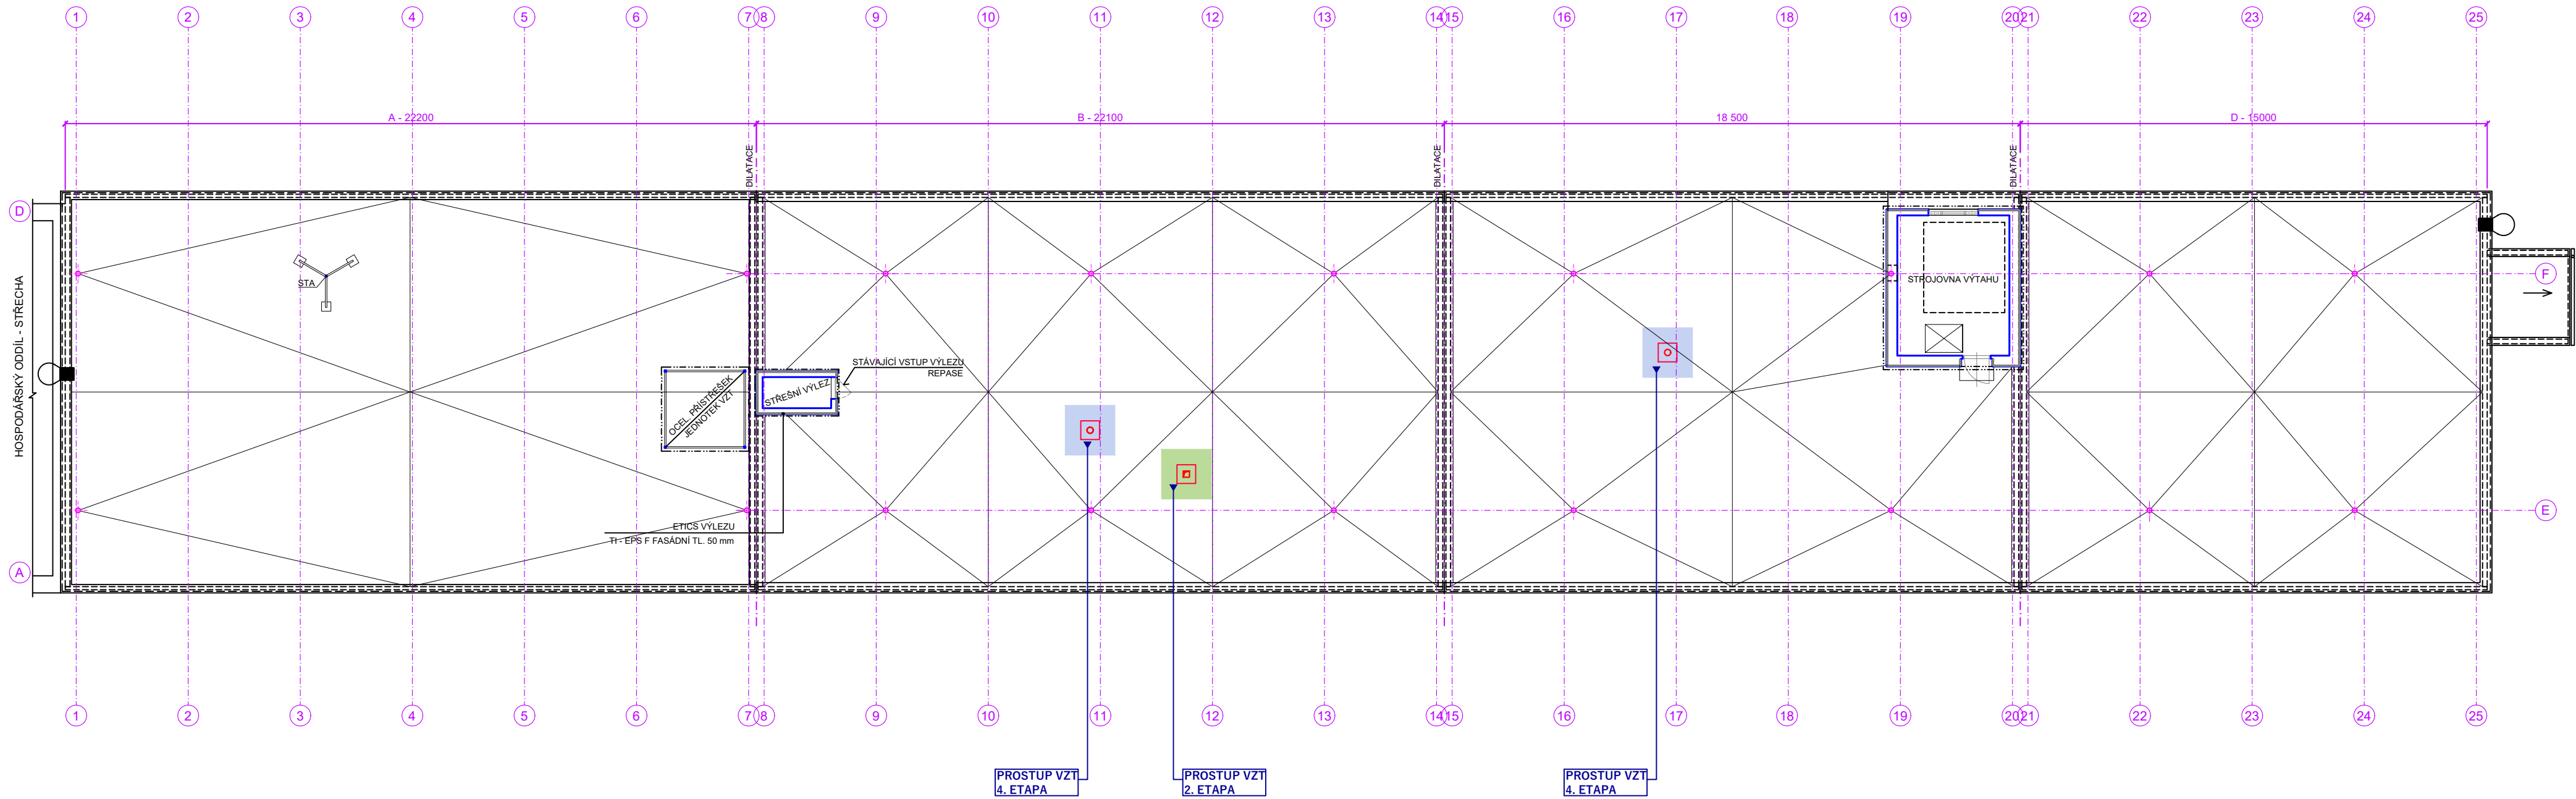 1 2 3 4 5 6 7 8 9 10 11 12 13 14 15 16 17 18 19 20 21 22 23 24 25
A - 22200
B - 22100
18 500
D - 15000
DILATACE
DILATACE
DILATACE
D
A
F
E
HOSPODÁŘSKÝ ODDÍL - STŘECHA
STA
OCEL. PŘÍSTŘEŠEK
JEDNOTEK VZT
STŘEŠNÍ VÝLEZ
STÁVAJÍCÍ VSTUP VÝLEZU
REPASE
STROJOVNA VÝTAHU
ETICS VÝLEZU
TI - EPS F FASÁDNÍ TL. 50 mm
1 2 3 4 5 6 7 8 9 10 11 12 13 14 15 16 17 18 19 20 21 22 23 24 25
PROSTUP VZT
4. ETAPA
PROSTUP VZT
2. ETAPA
PROSTUP VZT
4. ETAPA